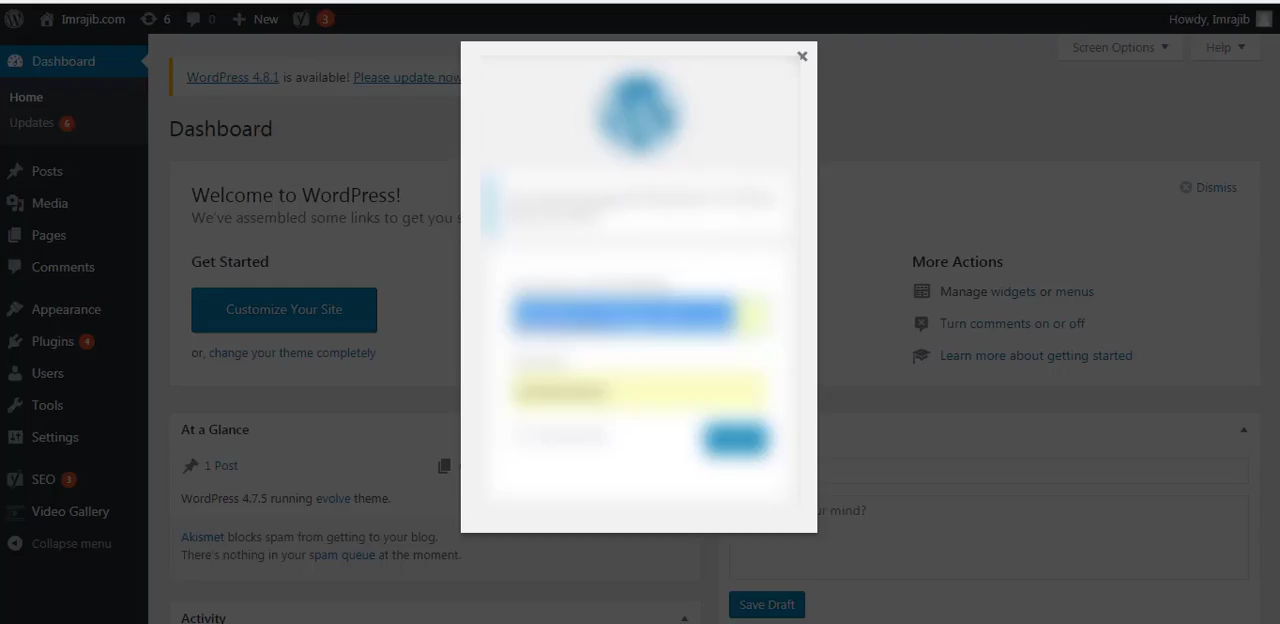 Imrajib.com 6 0 New 3 Howdy, Imrajib
Screen Options Help
Dashboard
Home
Updates 6
Posts
Media
Pages
Comments
Appearance
Plugins 4
Users
Tools
Settings
SEO 3
Video Gallery
Collapse menu
WordPress 4.8.1 is available! Please update now
Dashboard
Welcome to WordPress!
We've assembled some links to get you
Dismiss
Get Started
Customize Your Site
or, change your theme completely
More Actions
Manage widgets or menus
Turn comments on or off
Learn more about getting started
At a Glance
1 Post
WordPress 4.7.5 running evolve theme.
Akismet blocks spam from getting to your blog.
There's nothing in your spam queue at the moment.
Activity
mind?
Save Draft